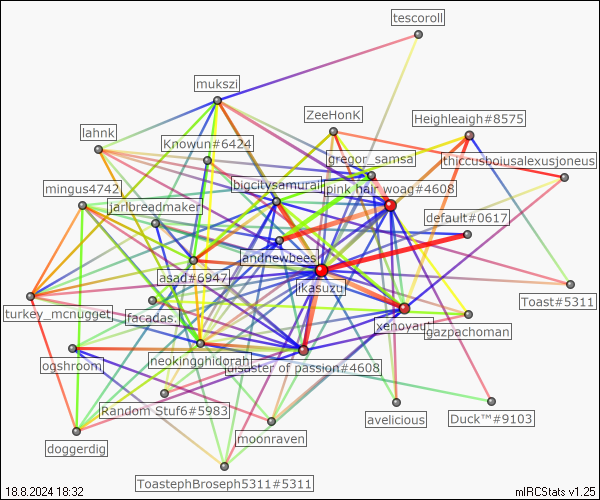 tescoroll
mukszi
ZeeHonK
Heighleaigh#8575
lahnk
Knowun#6424
gregor_samsa
thiccusboiusalexusjoneus
mingus4742
bigcitysamurai
pink hair woag#4608
jarlbreadmaker
default#0617
andnewbees
asad#6947
ikasuzu
Toast#5311
turkey_mcnugget
facadas.
xenoyaut
gazpachoman
neokingghidorah
disaster of passion#4608
ogshroom
Random Stuf6#5983
avelicious
Duck™#9103
moonraven
doggerdig
ToastephBroseph5311#5311
18.8.2024 18:32
mIRCStats v1.25